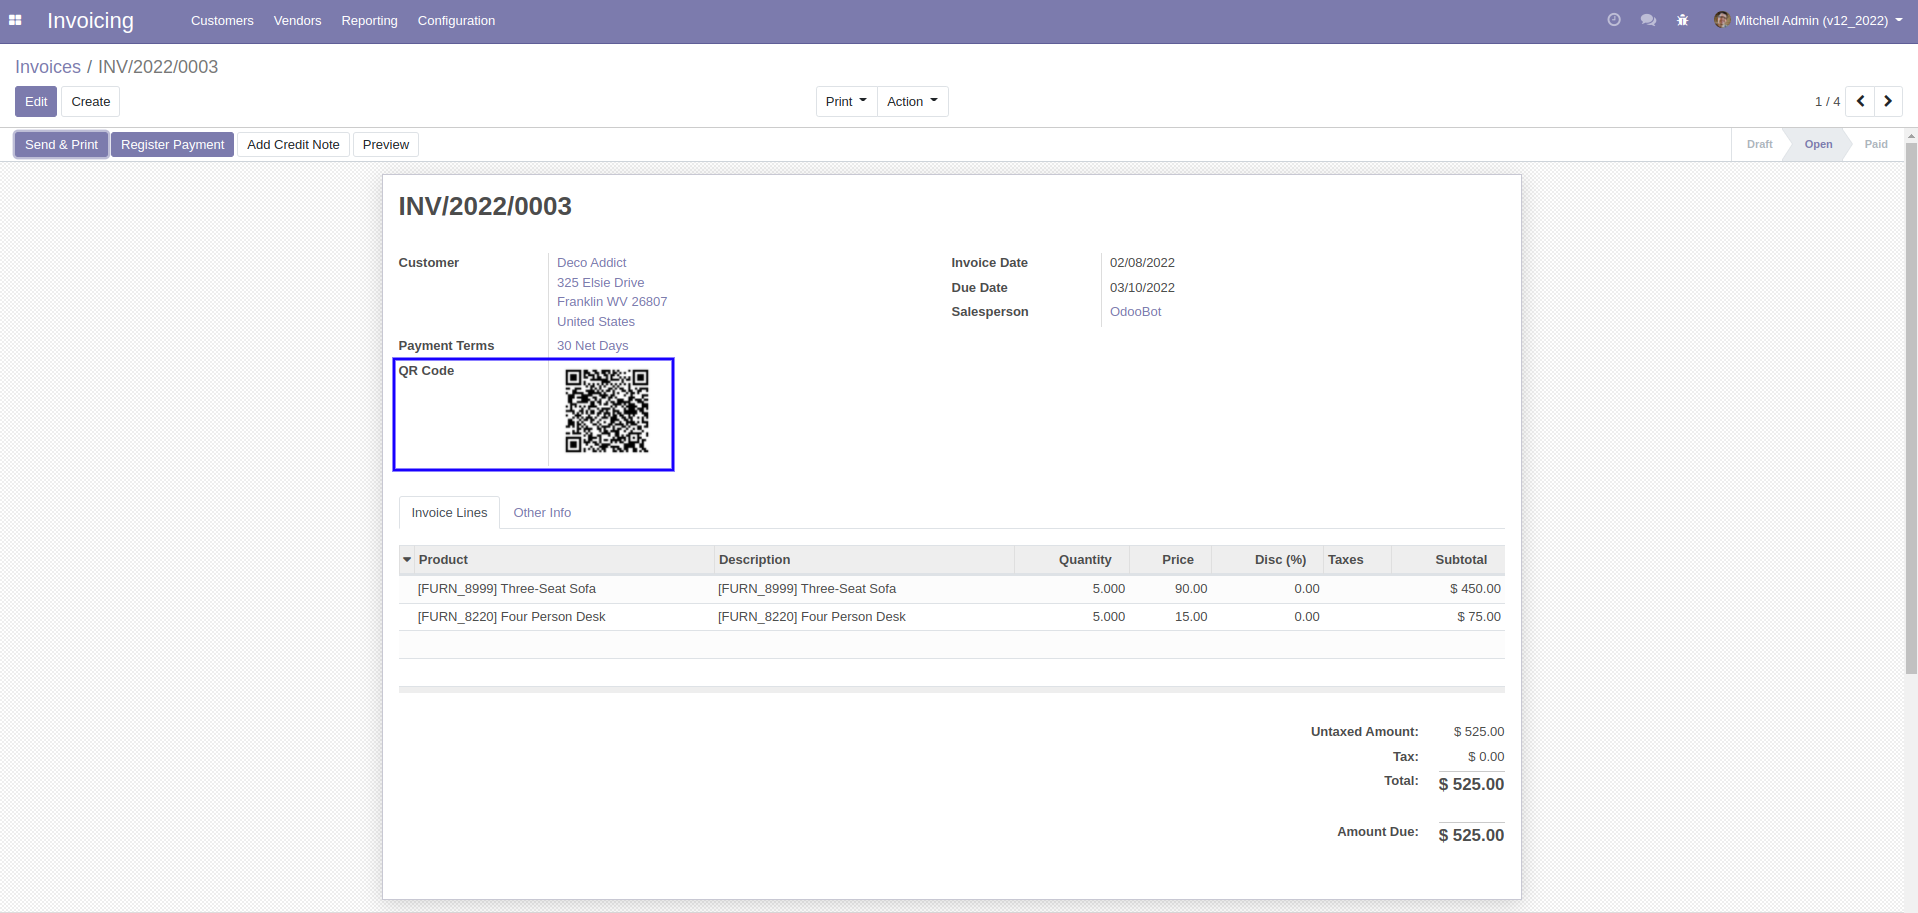 Invoicing Customers Vendors Reporting Configuration Mitchell Admin (v12_2022)
Invoices / INV/2022/0003
Edit Create Print Action 1 / 4
Send & Print Register Payment Add Credit Note Preview Draft Open Paid
INV/2022/0003
Customer Deco Addict Invoice Date 02/08/2022
325 Elsie Drive Due Date 03/10/2022
Franklin WV 26807 Salesperson OdooBot
United States
Payment Terms 30 Net Days
QR Code
Invoice Lines Other Info
Product Description Quantity Price Disc (%) Taxes Subtotal
[FURN_8999] Three-Seat Sofa [FURN_8999] Three-Seat Sofa 5.000 90.00 0.00 $ 450.00
[FURN_8220] Four Person Desk [FURN_8220] Four Person Desk 5.000 15.00 0.00 $ 75.00
Untaxed Amount: $ 525.00
Tax: $ 0.00
Total: $ 525.00
Amount Due: $ 525.00